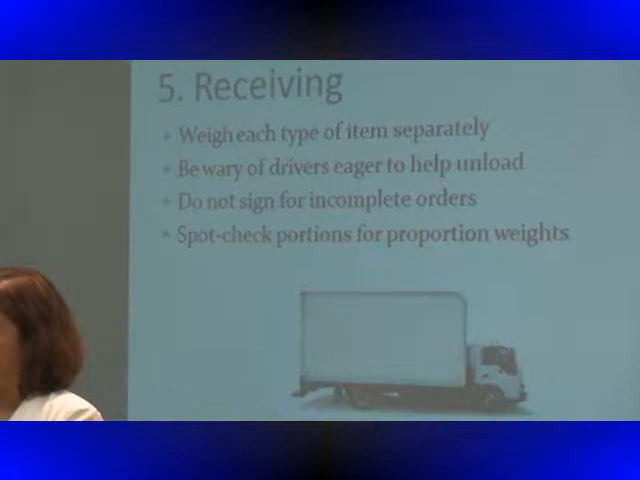 5. Receiving
Weigh each type of item separately
Be wary of drivers eager to help unload
Do not sign for incomplete orders
Spot-check portions for proportion weights